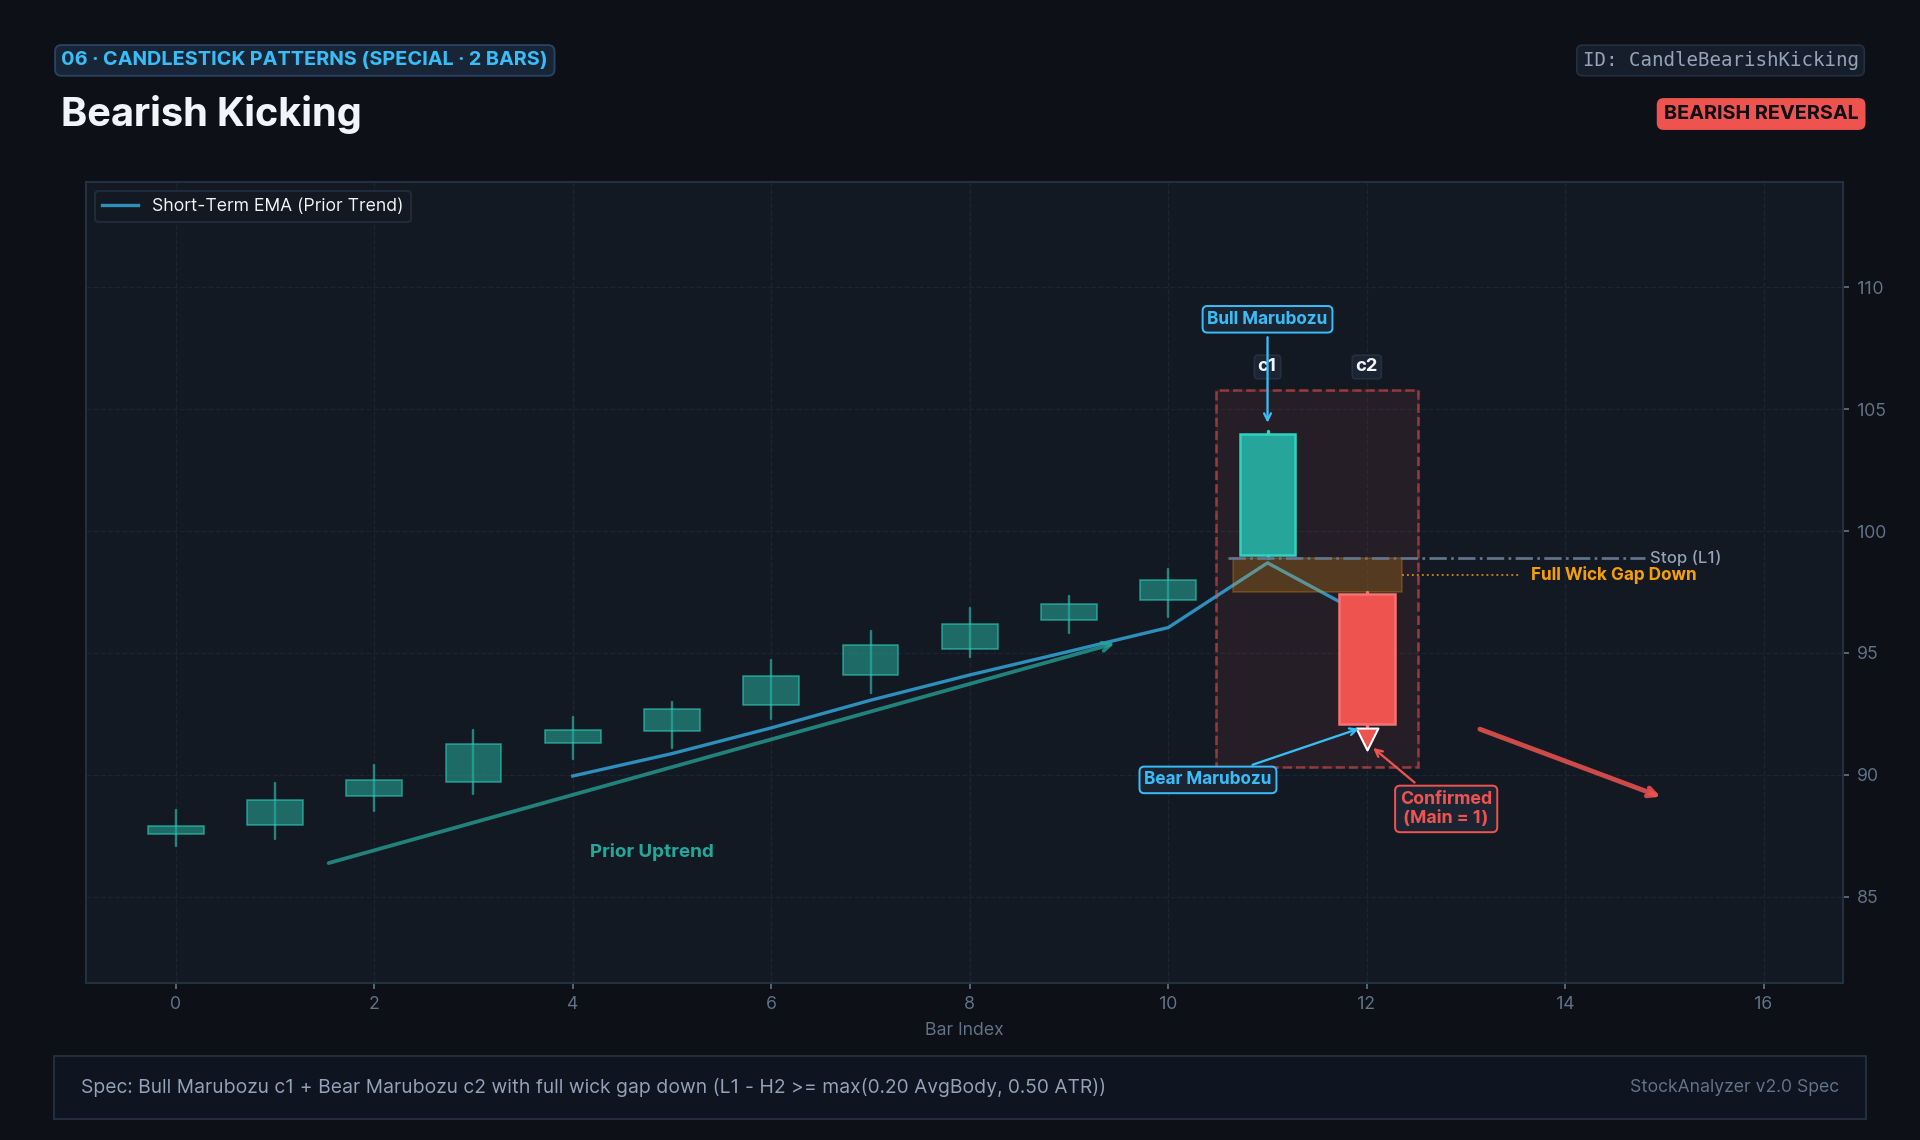 06 · CANDLESTICK PATTERNS (SPECIAL · 2 BARS)
ID: CandleBearishKicking
Bearish Kicking
BEARISH REVERSAL
Short-Term EMA (Prior Trend)
110
Bull Marubozu
c1
c2
105
100
Stop (L1)
Full Wick Gap Down
95
Bear Marubozu
90
Confirmed
(Main = 1)
Prior Uptrend
85
0
2
4
6
8
10
12
14
16
Bar Index
Spec: Bull Marubozu c1 + Bear Marubozu c2 with full wick gap down (L1 - H2 >= max(0.20 AvgBody, 0.50 ATR))
StockAnalyzer v2.0 Spec